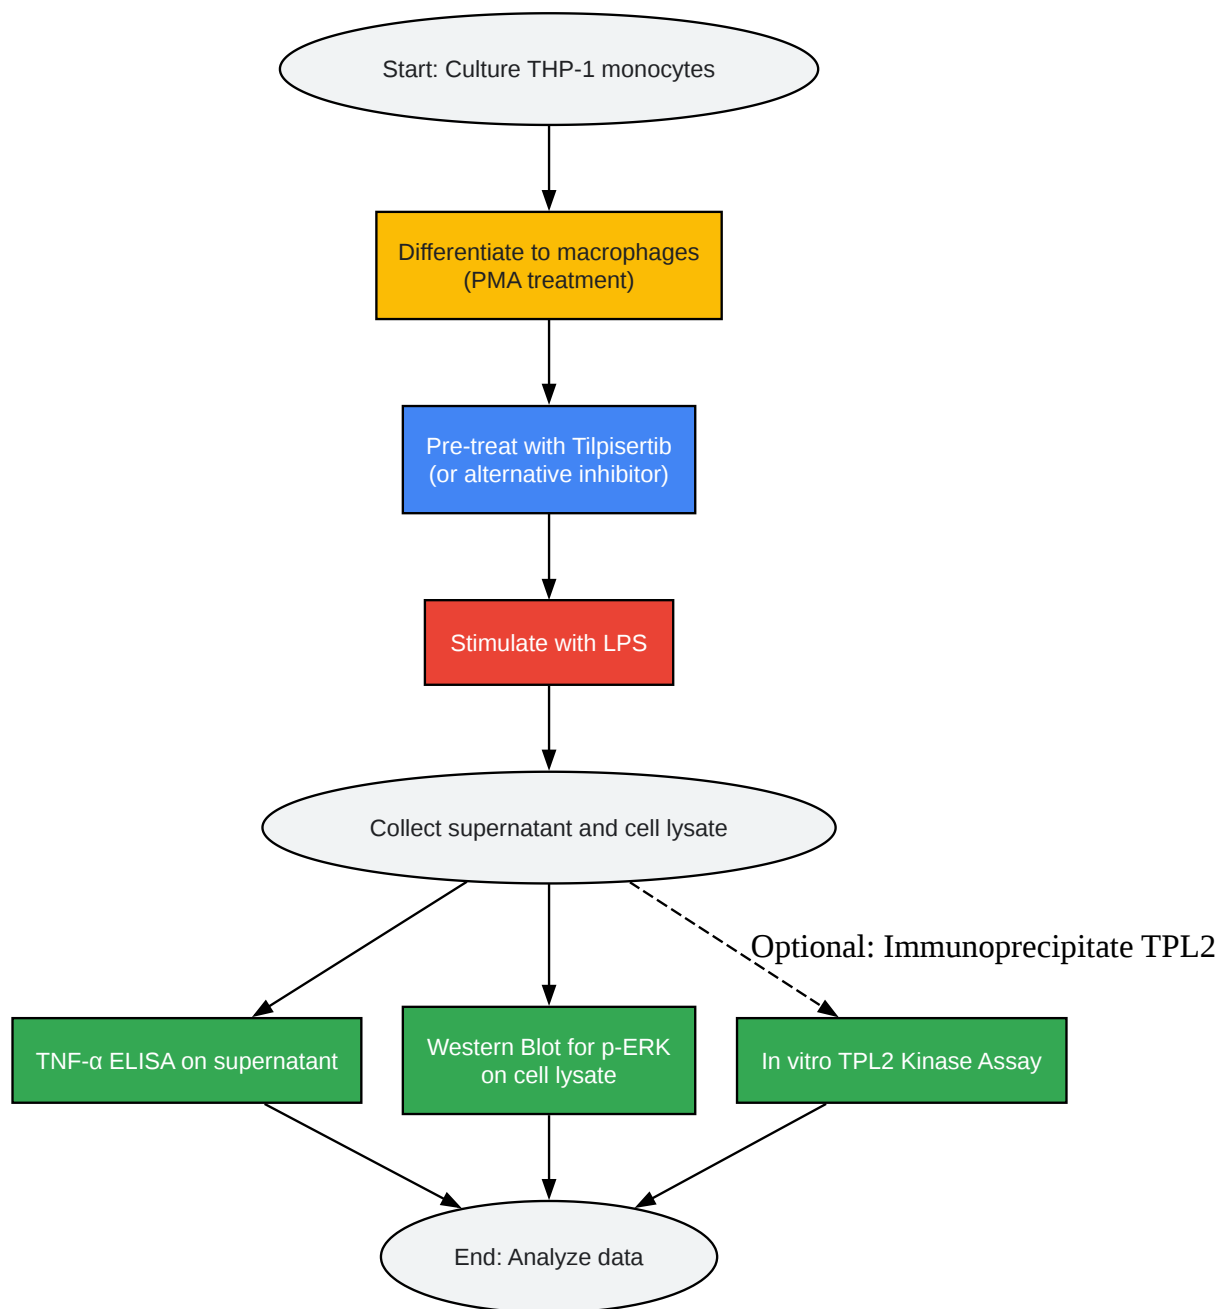 Start: Culture THP-1 monocytes
Differentiate to macrophages
(PMA treatment)
Pre-treat with Tilpisertib
(or alternative inhibitor)
Stimulate with LPS
Collect supernatant and cell lysate
Optional: Immunoprecipitate TPL2
TNF-α ELISA on supernatant
Western Blot for p-ERK
on cell lysate
In vitro TPL2 Kinase Assay
End: Analyze data